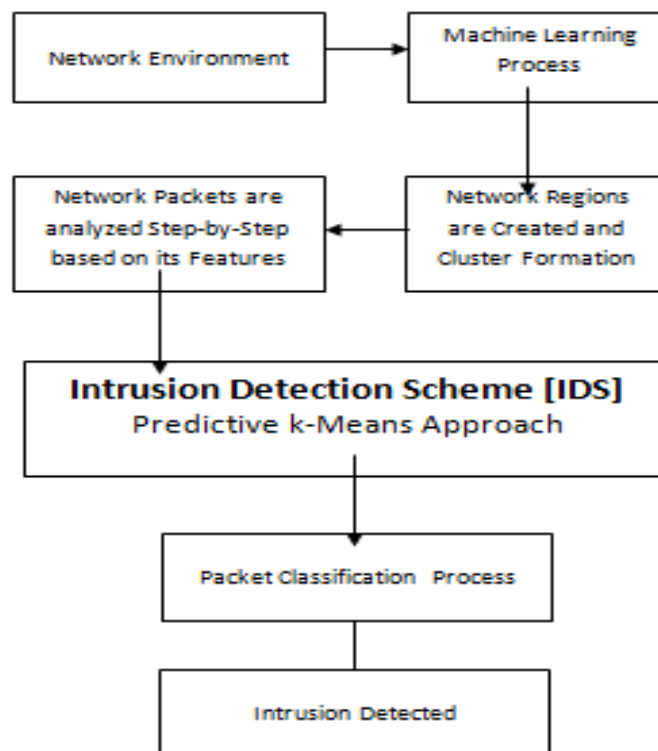 Network Environment
Machine Learning
Process
Network Regions
are Created and
Cluster Formation
Network Packets are
analyzed Step-by-Step
based on its Features
Intrusion Detection Scheme [IDS]
Predictive k-Means Approach
Packet Classification Process
Intrusion Detected